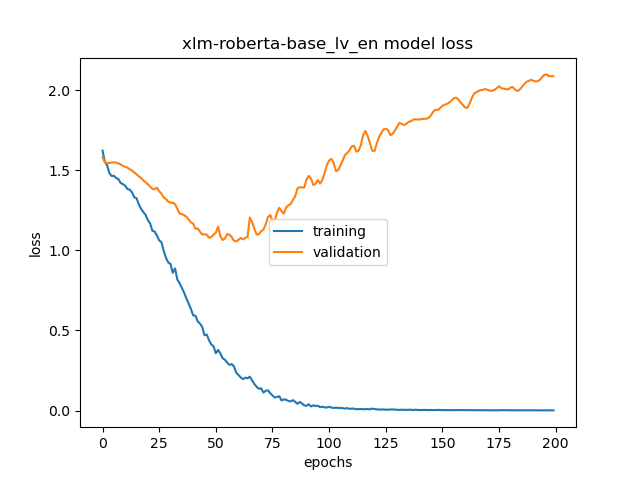 xlm-roberta-base_lv_en model loss
loss
2.0
1.5
1.0
0.5
0.0
training
validation
0 25 50 75 100 125 150 175 200
epochs